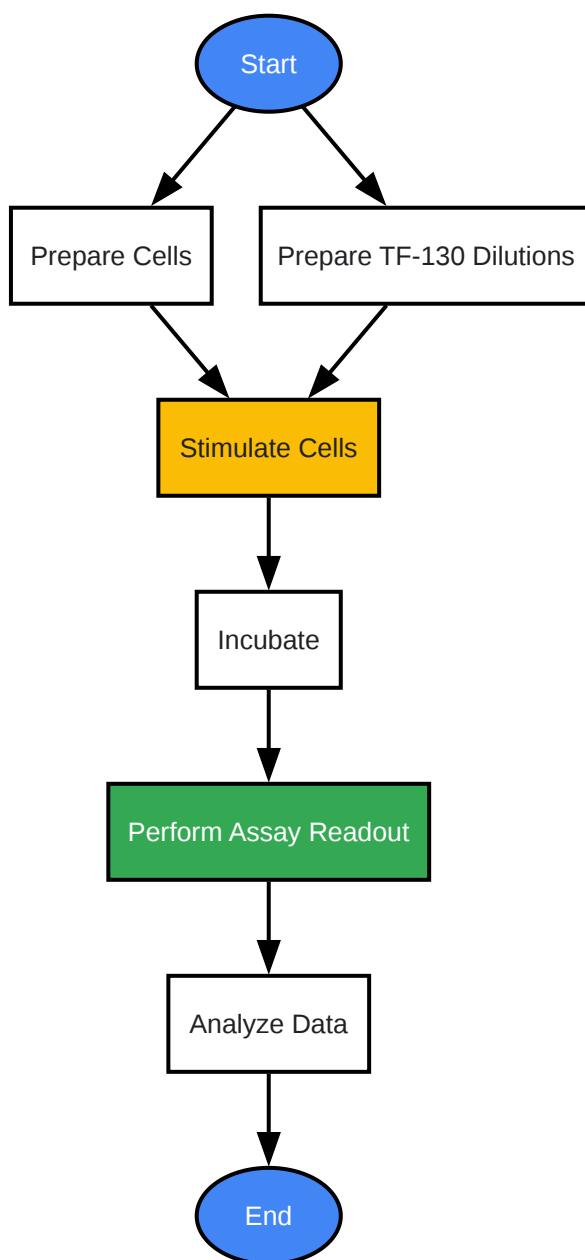 Start
Prepare Cells
Prepare TF-130 Dilutions
Stimulate Cells
Incubate
Perform Assay Readout
Analyze Data
End